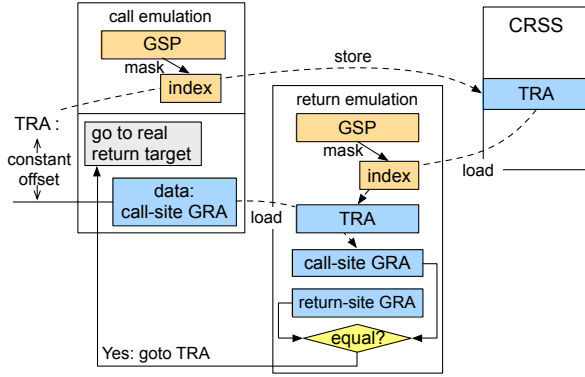 call emulation
GSP
mask
index
store
CRSS
TRA
TRA :
constant
offset
go to real
return target
data:
call-site GRA
load
return emulation
GSP
mask
index
load
TRA
call-site GRA
return-site GRA
equal?
Yes: goto TRA